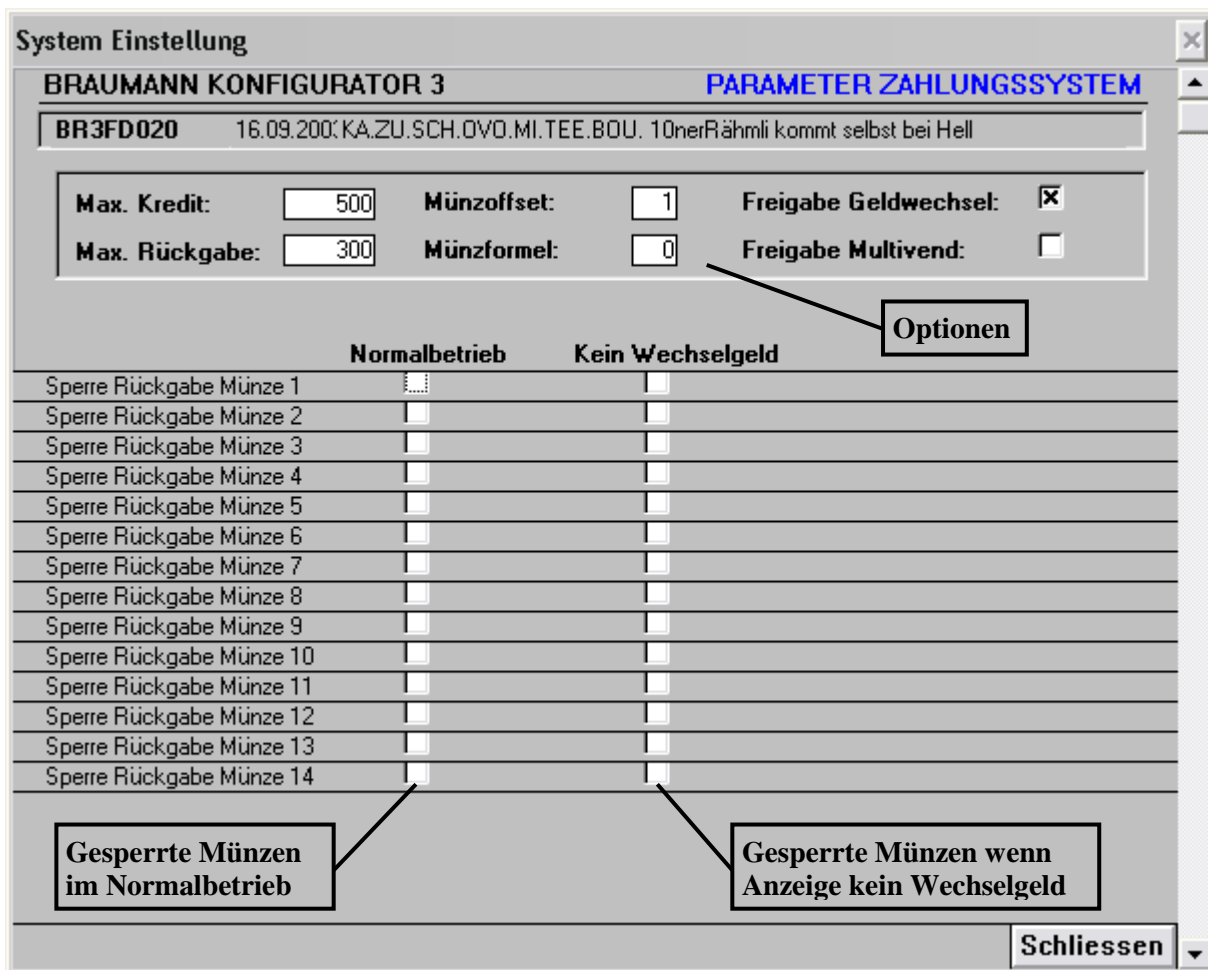 System Einstellung
BRAUMANN KONFIGURATOR 3 PARAMETER ZAHLUNGSSYSTEM
BR3FD020 16.09.200 KA.ZU.SCH.OVO.MI.TEE.BOU. 10nerRähmli kommt selbst bei Hell
Max. Kredit: 500 Münzoffset: 1 Freigabe Geldwechsel:
Max. Rückgabe: 300 Münzformel: 0 Freigabe Multivend:
Optionen
Normalbetrieb Kein Wechselgeld
Sperre Rückgabe Münze 1
Sperre Rückgabe Münze 2
Sperre Rückgabe Münze 3
Sperre Rückgabe Münze 4
Sperre Rückgabe Münze 5
Sperre Rückgabe Münze 6
Sperre Rückgabe Münze 7
Sperre Rückgabe Münze 8
Sperre Rückgabe Münze 9
Sperre Rückgabe Münze 10
Sperre Rückgabe Münze 11
Sperre Rückgabe Münze 12
Sperre Rückgabe Münze 13
Sperre Rückgabe Münze 14
Gesperrte Münzen
im Normalbetrieb
Gesperrte Münzen wenn
Anzeige kein Wechselgeld
Schliessen